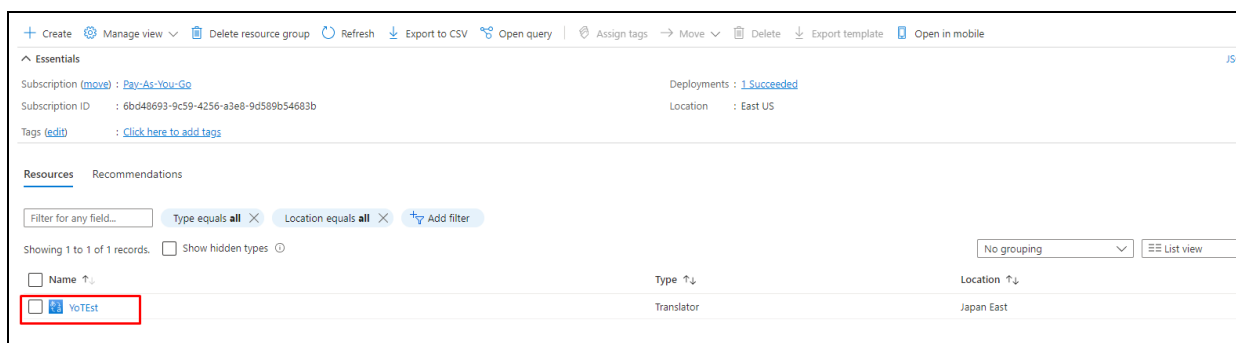 Create Manage view Delete resource group Refresh Export to CSV Open query Assign tags Move Delete Export template Open in mobile
Essentials
Subscription (move) : Pay-As-You-Go Deployments : 1 Succeeded
Subscription ID : 6bd48693-9c59-4256-a3e8-9d589b54683b Location : East US
Tags (edit) : Click here to add tags
Resources Recommendations
Filter for any field... Type equals all Location equals all Add filter
Showing 1 to 1 of 1 records. Show hidden types No grouping List view
Name Type Location
YoTEst Translator Japan East